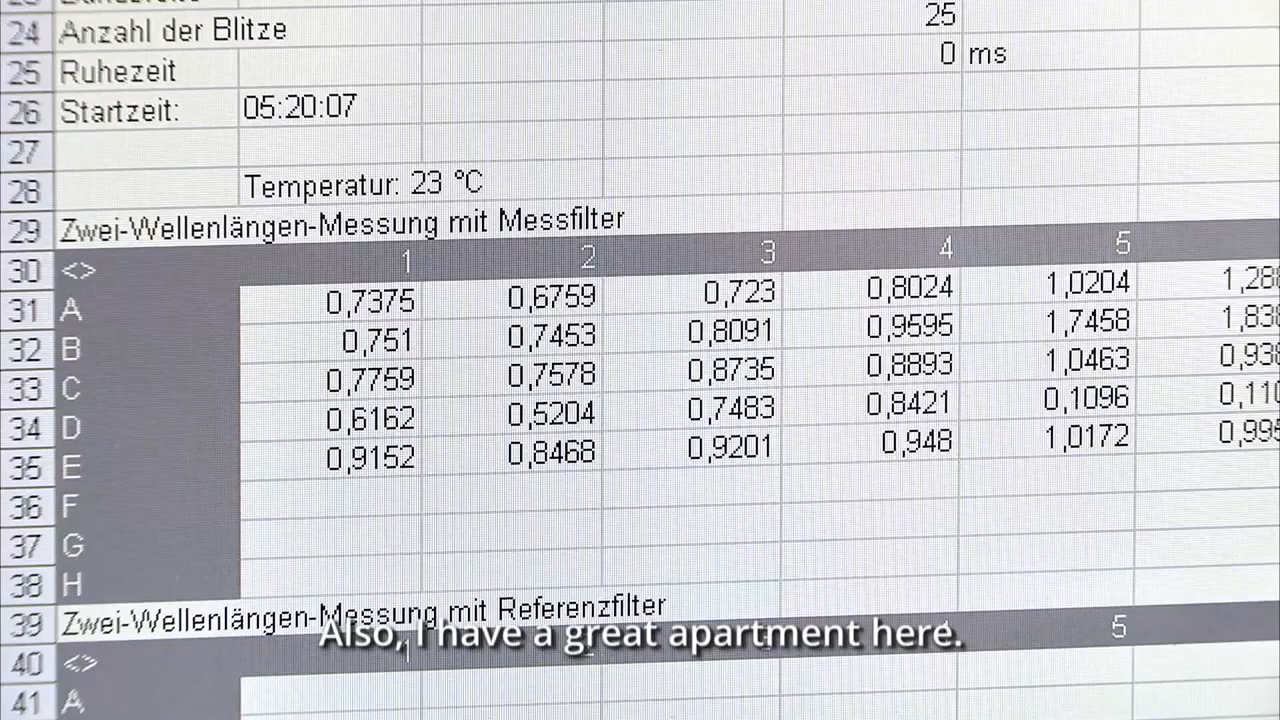 24 Anzahl der Blitze 25
25 Ruhezeit 0 ms
26 Startzeit: 05:20:07
27
28 Temperatur: 23 °C
29 Zwei-Wellenlängen-Messung mit Messfilter
30 <> 1 2 3 4 5
31 A 0,7375 0,6759 0,723 0,8024 1,0204
32 B 0,751 0,7453 0,8091 0,9595 1,7458
33 C 0,7759 0,7578 0,8735 0,8893 1,0463
34 D 0,6162 0,5204 0,7483 0,8421 0,1096
35 E 0,9152 0,8468 0,9201 0,948 1,0172
36 F
37 G
38 H
39 Zwei-Wellenlängen-Messung mit Referenzfilter
Also, I have a great apartment here.
40 <> 5
41 A